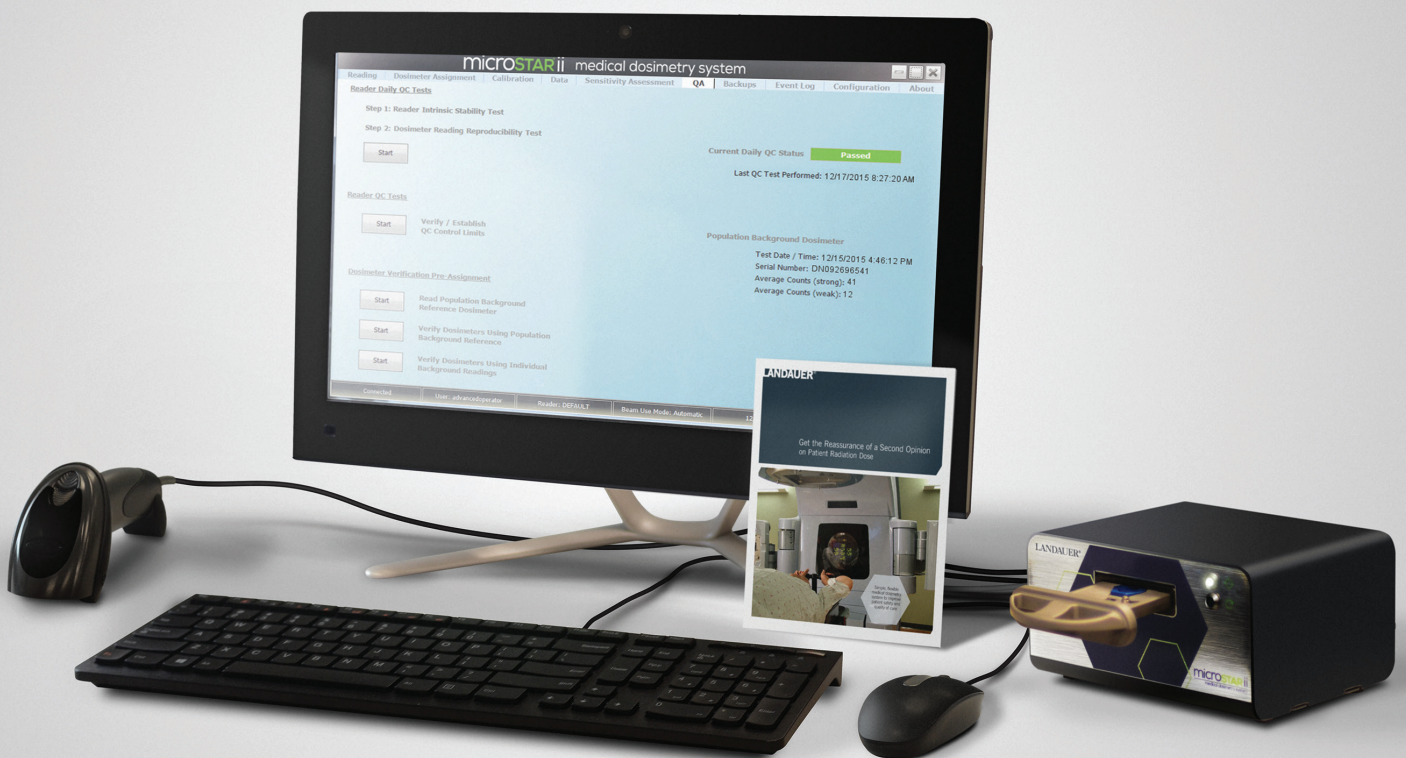 microSTAR ii medical dosimetry system
Reading Dosimeter Assignment Calibration Data Sensitivity Assessment QA Backups Event Log Configuration About
Reader Daily QC Tests
Step 1: Reader Intrinsic Stability Test
Step 2: Dosimeter Reading Reproducibility Test
Start
Current Daily QC Status Passed
Last QC Test Performed: 12/17/2015 8:27:20 AM
Reader QC Tests
Start
Verify / Establish
QC Control Limits
Population Background Dosimeter
Test Date / Time: 12/15/2015 4:46:12 PM
Serial Number: DN092696541
Average Counts (strong): 41
Average Counts (weak): 12
Dosimeter Verification Pre-Assignment
Start
Read Population Background
Reference Dosimeter
Start
Verify Dosimeters Using Population
Background Reference
Start
Verify Dosimeters Using Individual
Background Readings
Connected User: advancedoperator Reader: DEFAULT Beam Use Mode: Automatic 12
LANDAUER®
Get the Reassurance of a Second Opinion
on Patient Radiation Dose
LANDAUER®
microSTAR ii